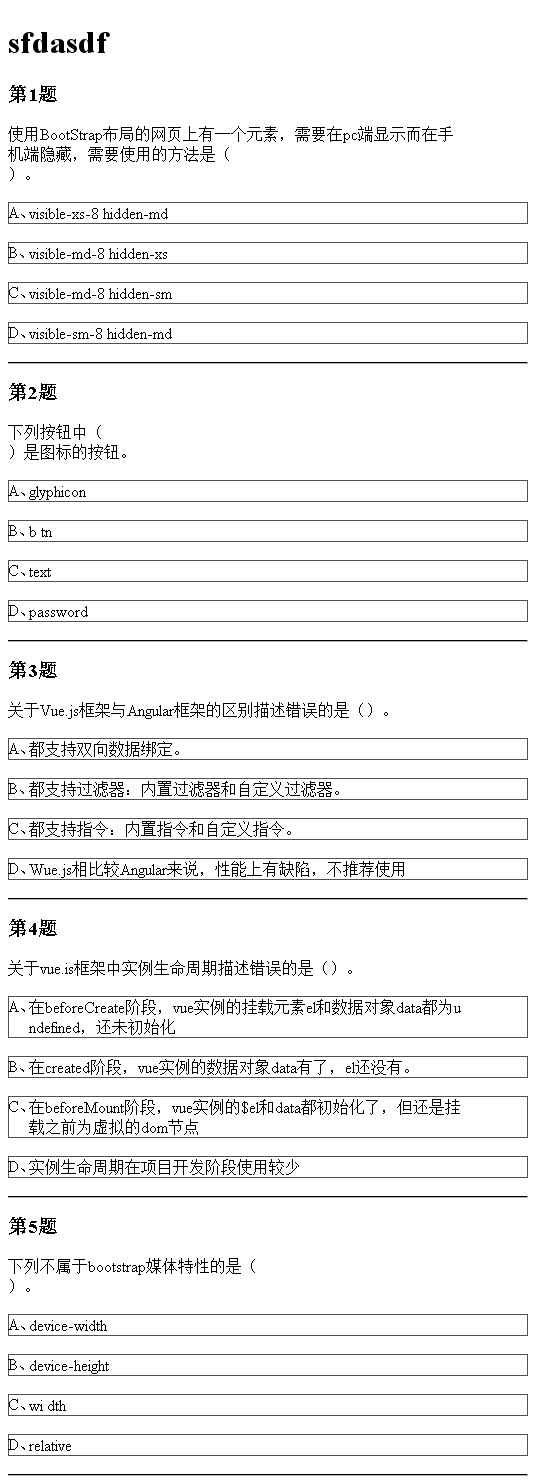 sfdasdf
第1题
使用BootStrap布局的网页上有一个元素，需要在pc端显示而在手
机端隐藏，需要使用的方法是（
）。
A、visible-xs-8 hidden-md
B、visible-md-8 hidden-xs
C、visible-md-8 hidden-sm
D、visible-sm-8 hidden-md
第2题
下列按钮中（
）是图标的按钮。
A、glyphicon
B、b tn
C、text
D、password
第3题
关于Vue.js框架与Angular框架的区别描述错误的是（）。
A、都支持双向数据绑定。
B、都支持过滤器：内置过滤器和自定义过滤器。
C、都支持指令：内置指令和自定义指令。
D、Wue.js相比较Angular来说，性能上有缺陷，不推荐使用
第4题
关于vue.is框架中实例生命周期描述错误的是（）。
A、在beforeCreate阶段，vue实例的挂载元素el和数据对象data都为u
ndefined，还未初始化
B、在created阶段，vue实例的数据对象data有了，el还没有。
C、在beforeMount阶段，vue实例的$el和data都初始化了，但还是挂
载之前为虚拟的dom节点
D、实例生命周期在项目开发阶段使用较少
第5题
下列不属于bootstrap媒体特性的是（
）。
A、device-width
B、device-height
C、wi dth
D、relative